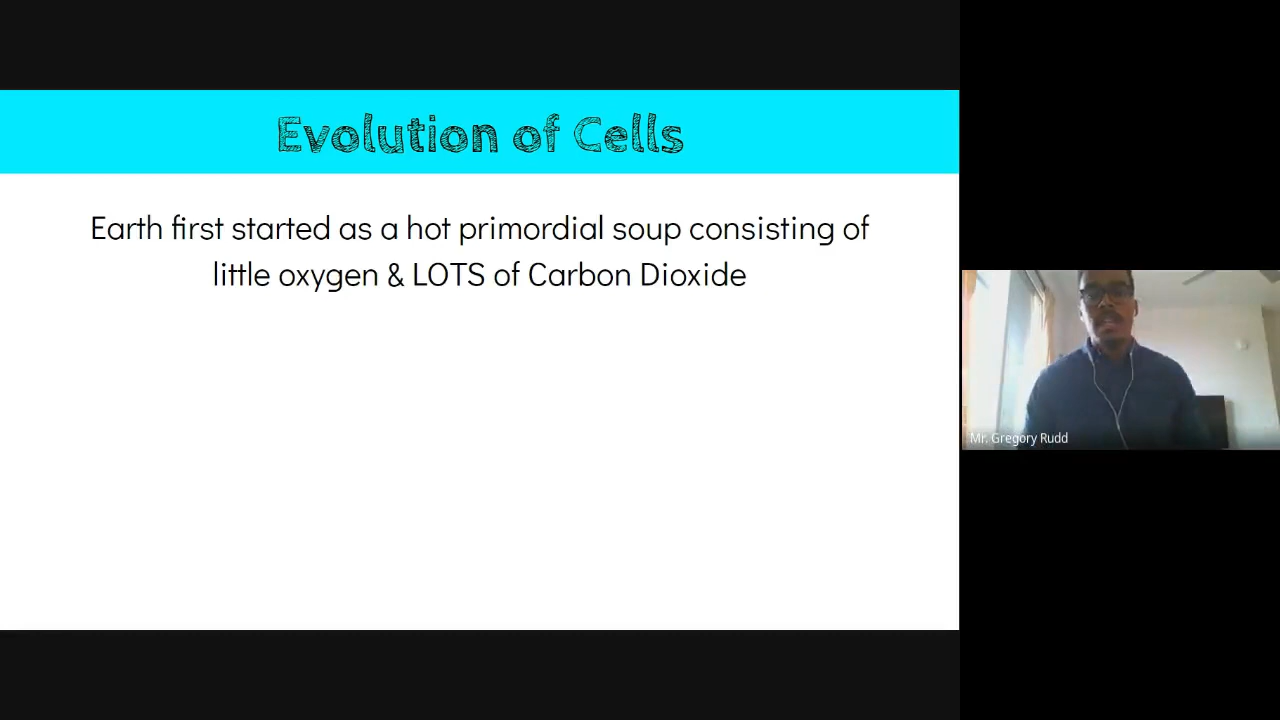 Evolution of Cells
Earth first started as a hot primordial soup consisting of
little oxygen & LOTS of Carbon Dioxide
Mr. Gregory Rudd